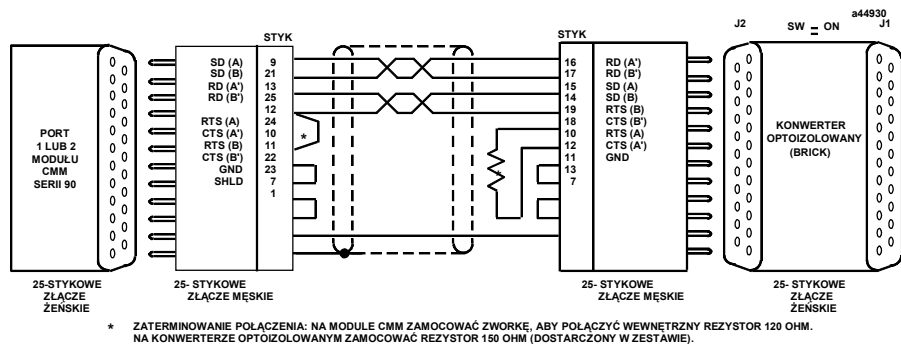 a44930
J2
SW
ON
J1
STYK
STYK
SD (A) 9
SD (B) 21
RD (A') 13
RD (B') 25
12
RTS (A) 24
CTS (A') 10
RTS (B) 11
CTS (B') 22
GND 23
SHLD 7
1
*
16 RD (A')
17 RD (B')
15 SD (A)
14 SD (B)
19 RTS (B)
18 CTS (B')
10 RTS (A)
12 CTS (A')
11 GND
13
7
*
PORT
1 LUB 2
MODUŁU
CMM
SERII 90
KONWERTER
OPTOIZOLOWANY
(BRICK)
25-STYKOWE
ZŁĄCZE
ŻEŃSKIE
25- STYKOWE
ZŁĄCZE MĘSKIE
25- STYKOWE
ZŁĄCZE MĘSKIE
25- STYKOWE
ZŁĄCZE
ŻEŃSKIE
* ZATERMINOWANIE POŁĄCZENIA: NA MODULE CMM ZAMOCOWAĆ ZWORKĘ, ABY POŁĄCZYĆ WEWNĘTRZNY REZYSTOR 120 OHM.
NA KONWERTERZE OPTOIZOLOWANYM ZAMOCOWAĆ REZYSTOR 150 OHM (DOSTARCZONY W ZESTAWIE).